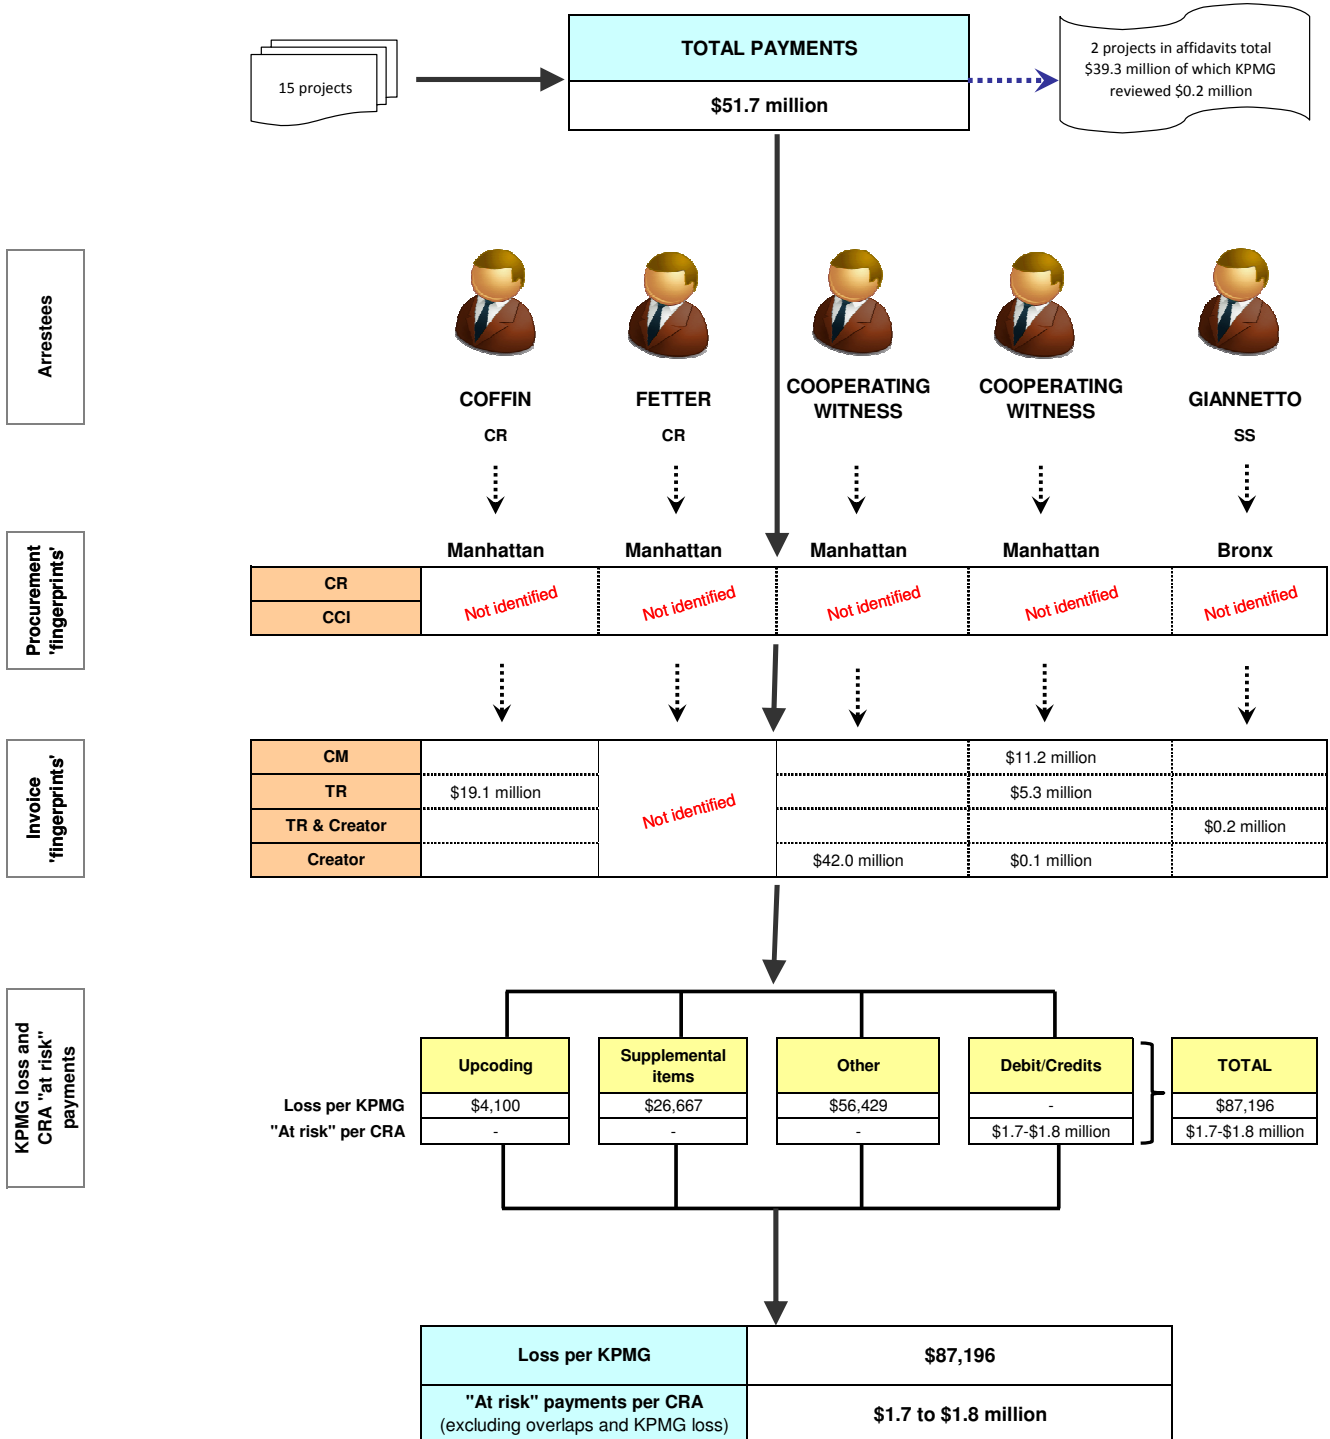 15 projects
TOTAL PAYMENTS
$51.7 million
2 projects in affidavits total
$39.3 million of which KPMG
reviewed $0.2 million
Arrestees
COFFIN
CR
FETTER
CR
COOPERATING
WITNESS
COOPERATING
WITNESS
GIANNETTO
SS
Procurement
'fingerprints'
Manhattan Manhattan Manhattan Manhattan Bronx
CR
CCI
Not identified Not identified Not identified Not identified Not identified
Invoice
'fingerprints'
CM $11.2 million
TR $19.1 million $5.3 million
TR & Creator $0.2 million
Creator $42.0 million $0.1 million
Not identified
KPMG loss and
CRA "at risk"
payments
Upcoding
Supplemental
items
Other
Debit/Credits
TOTAL
Loss per KPMG $4,100 $26,667 $56,429 - $87,196
"At risk" per CRA - - - $1.7-$1.8 million $1.7-$1.8 million
Loss per KPMG $87,196
"At risk" payments per CRA
(excluding overlaps and KPMG loss)
$1.7 to $1.8 million